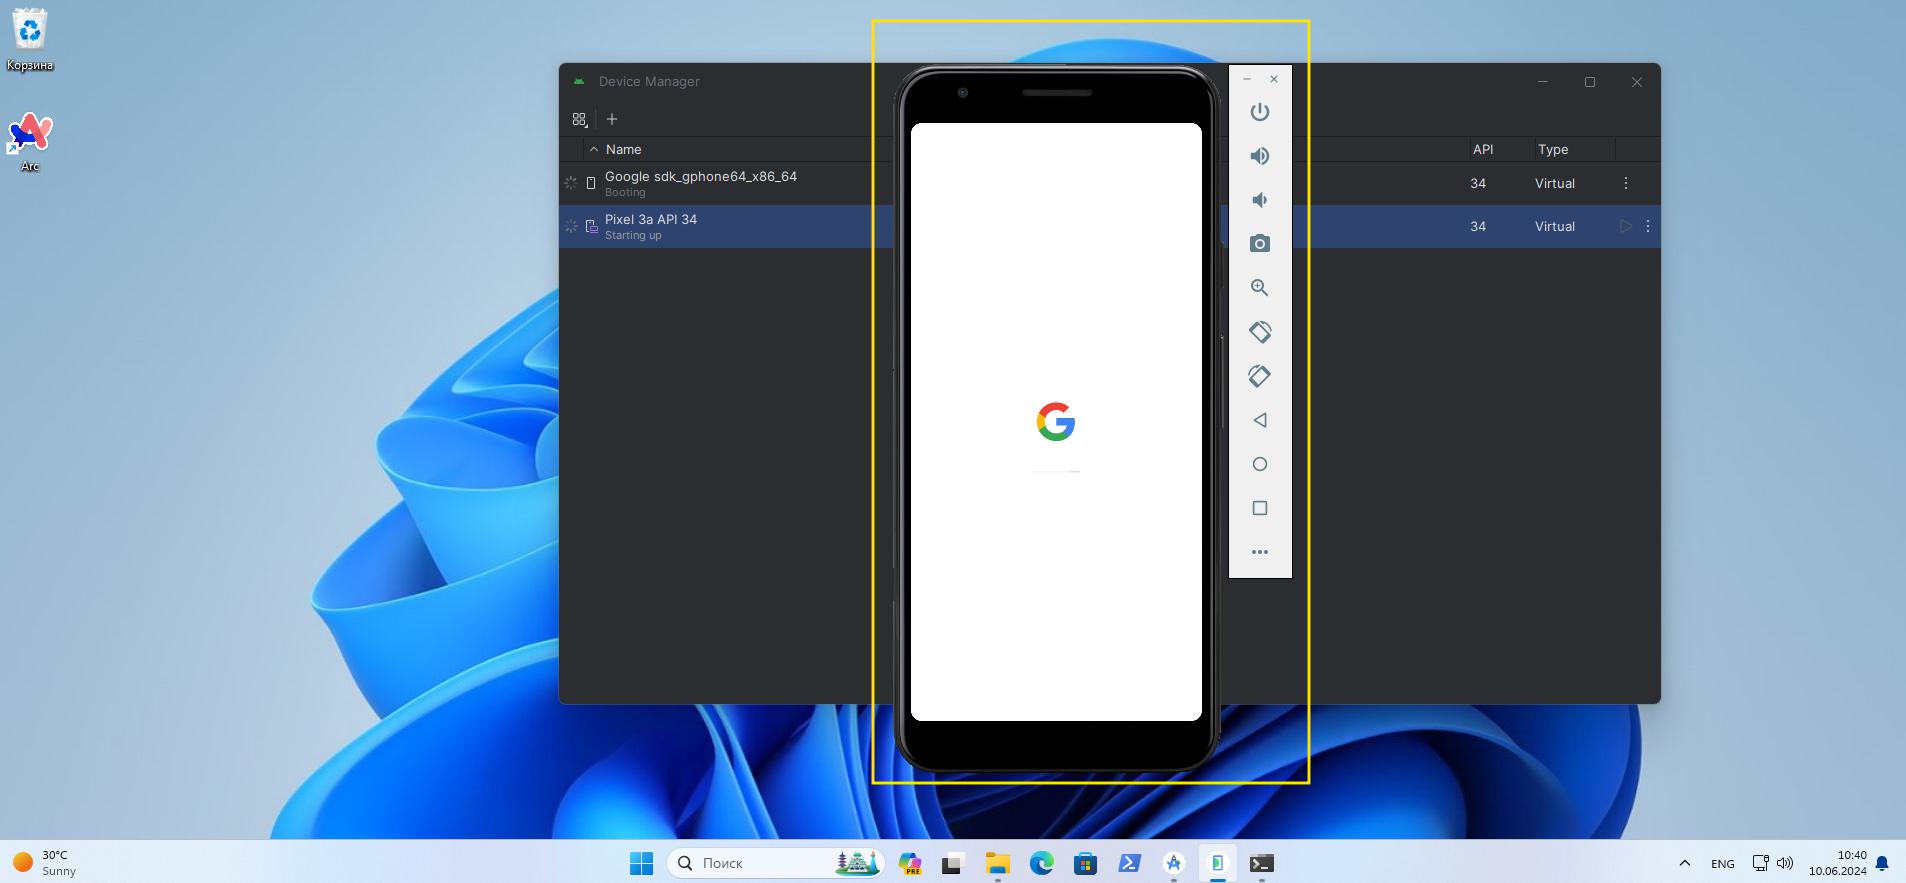 Корзина
Arc
Device Manager
Name
API
Type
Google sdk_gphone64_x86_64
Booting
34
Virtual
Pixel 3a API 34
Starting up
34
Virtual
30°C
Sunny
Поиск
PRE
ENG
10:40
10.06.2024